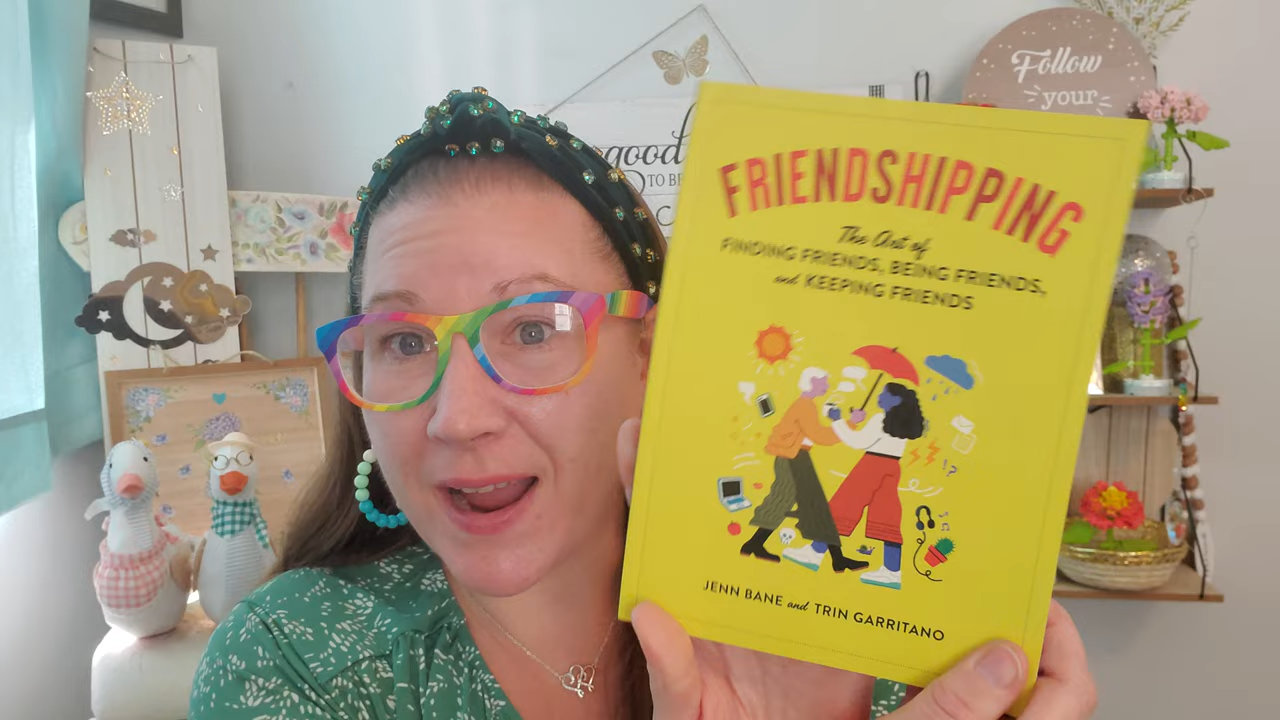 Follow
your
good
TO BE
FRIENDSHIPPING
The Art of
FINDING FRIENDS, BEING FRIENDS,
and KEEPING FRIENDS
!?
JENN BANE and TRIN GARRITANO